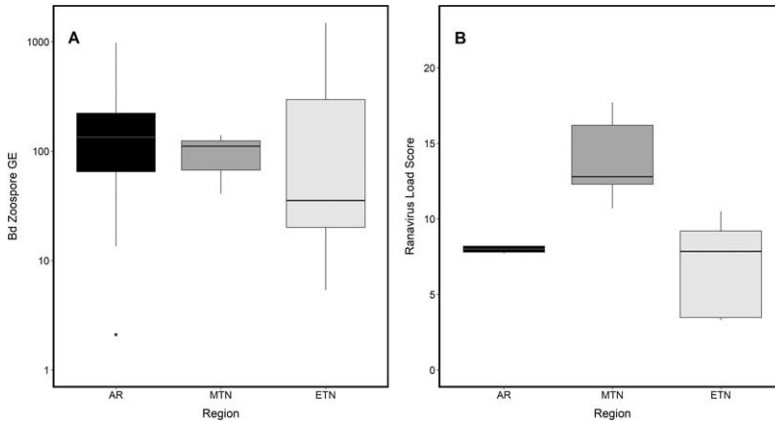 A
1000
100
10
1
Bd Zoospore GE
AR
MTN
ETN
Region
B
20
15
10
5
0
Ranavirus Load Score
AR
MTN
ETN
Region